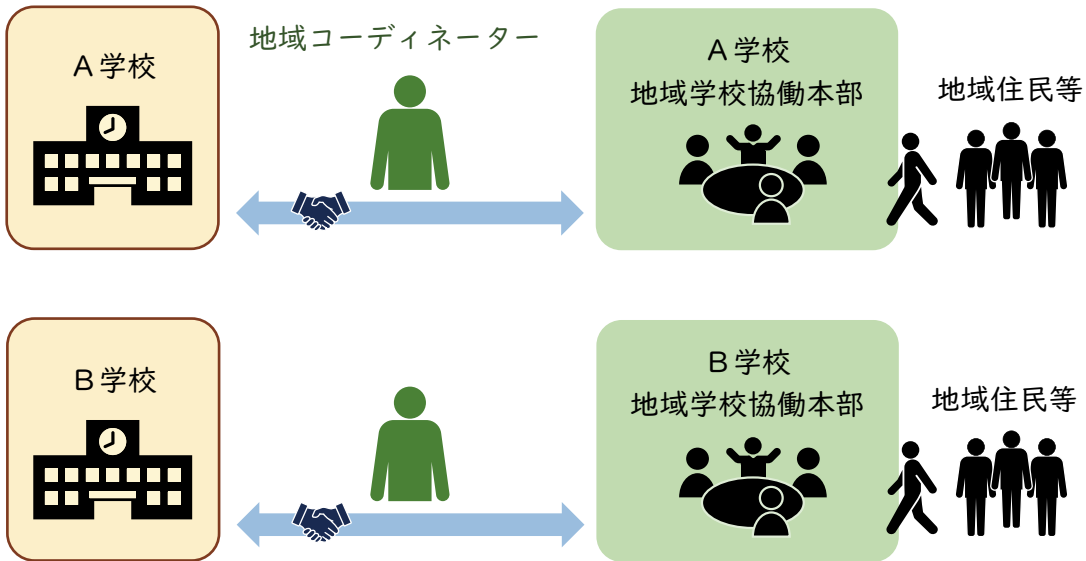 A学校
地域コーディネーター
A学校
地域学校協働本部
地域住民等
B学校
B学校
地域学校協働本部
地域住民等